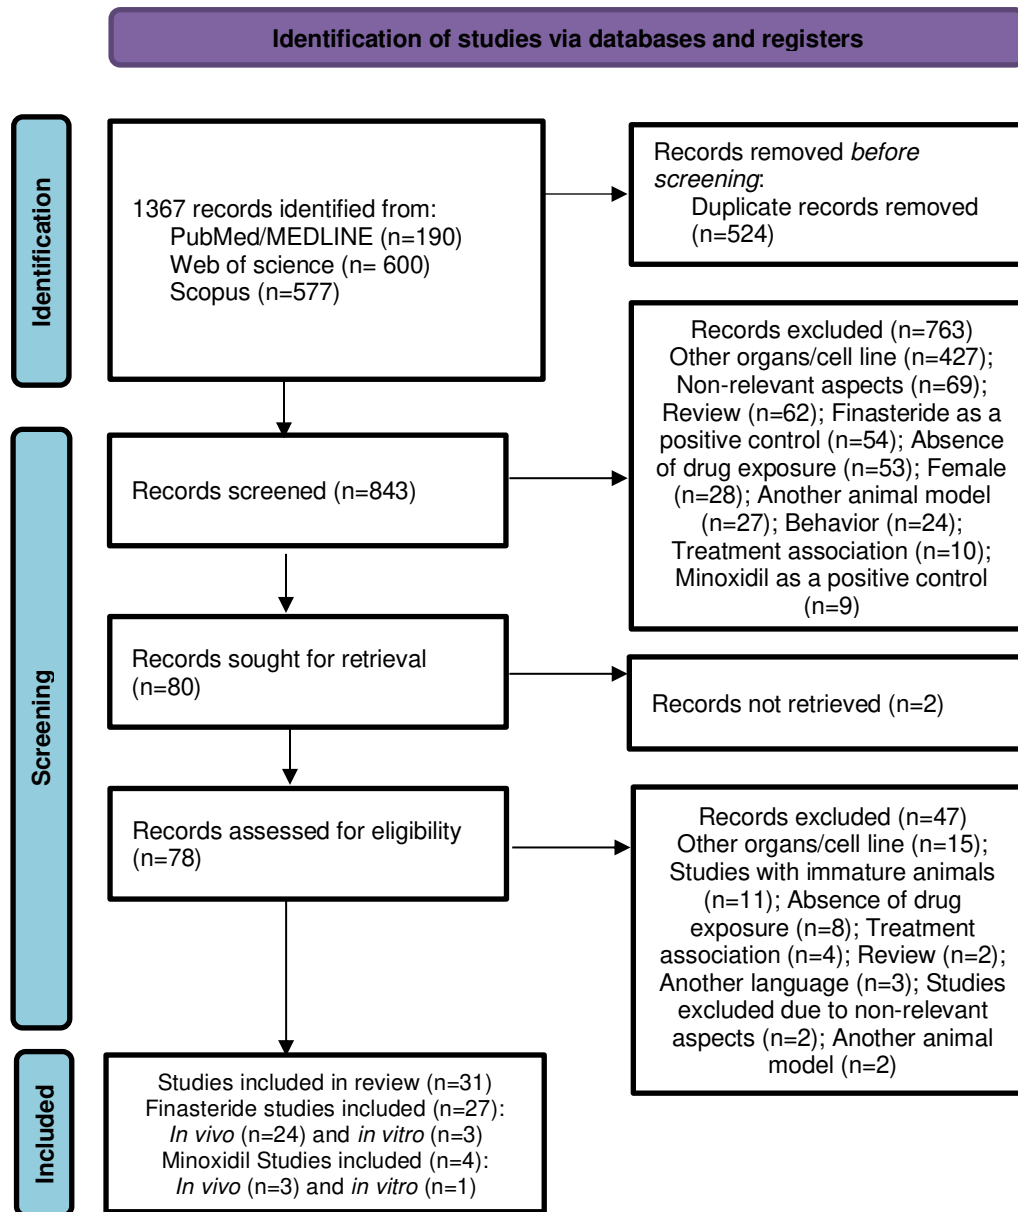 Identification of studies via databases and registers
Identification
1367 records identified from:
PubMed/MEDLINE (n=190)
Web of science (n= 600)
Scopus (n=577)
Records removed before
screening:
Duplicate records removed
(n=524)
Screening
Records screened (n=843)
Records excluded (n=763)
Other organs/cell line (n=427);
Non-relevant aspects (n=69);
Review (n=62); Finasteride as a
positive control (n=54); Absence
of drug exposure (n=53); Female
(n=28); Another animal model
(n=27); Behavior (n=24);
Treatment association (n=10);
Minoxidil as a positive control
(n=9)
Records sought for retrieval
(n=80)
Records not retrieved (n=2)
Records assessed for eligibility
(n=78)
Records excluded (n=47)
Other organs/cell line (n=15);
Studies with immature animals
(n=11); Absence of drug
exposure (n=8); Treatment
association (n=4); Review (n=2);
Another language (n=3); Studies
excluded due to non-relevant
aspects (n=2); Another animal
model (n=2)
Included
Studies included in review (n=31)
Finasteride studies included (n=27):
In vivo (n=24) and in vitro (n=3)
Minoxidil Studies included (n=4):
In vivo (n=3) and in vitro (n=1)